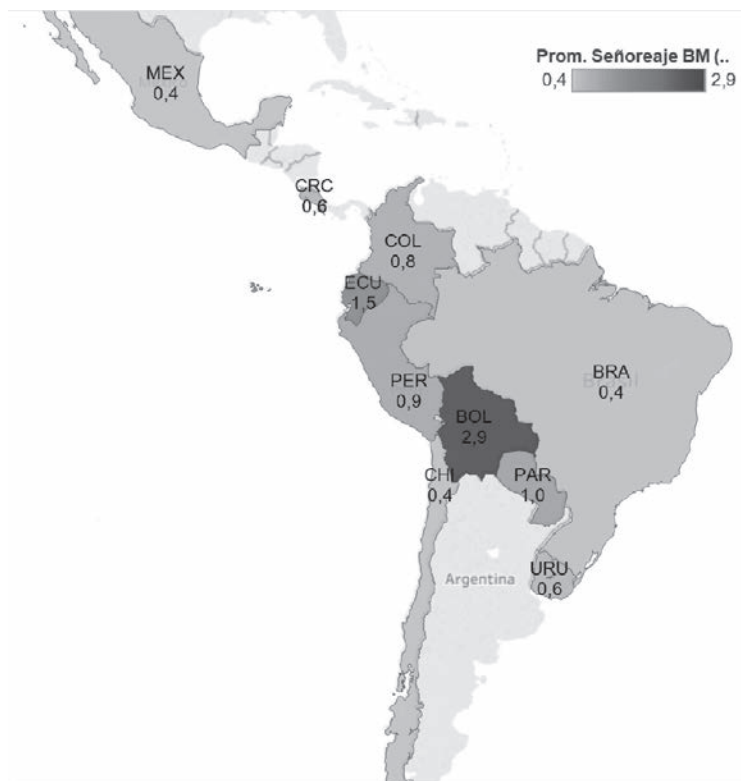 Prom. Señoreaje BM (..
0,4 2,9
MEX
0,4
CRC
0,6
COL
0,8
ECU
1,5
PER
0,9
BRA
Brasil
0,4
BOL
2,9
CHI
0,4
PAR
1,0
URU
0,6
Argentina